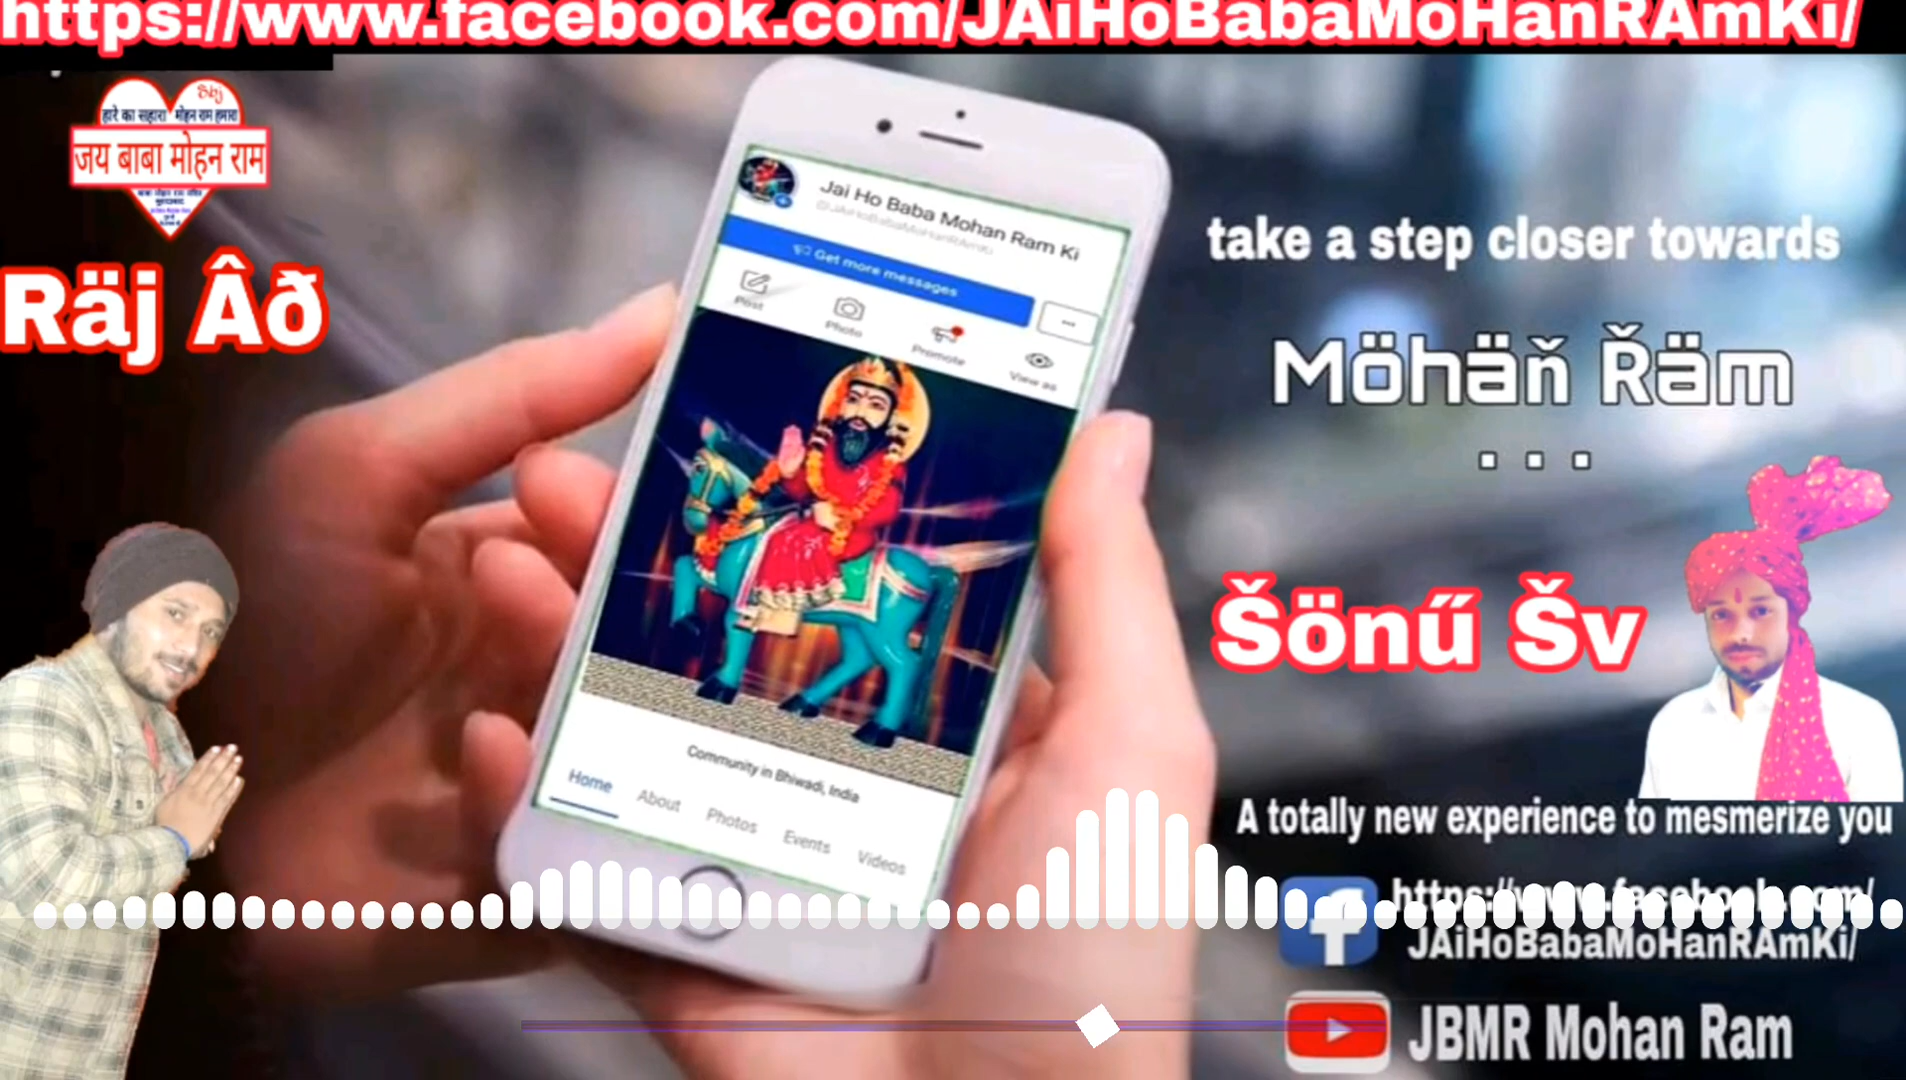 https://www.facebook.com/JAiHoBabaMoHanRAmKi/
Sbj
हारे का सहारा मोहन राम हमारा
जय बाबा मोहन राम
Räj Âð
Jai Ho Baba Mohan Ram Ki
@JAiHoBabaMoHanRAmKi
Get more messages
Post
Photo
Promote
View as
Community in Bhiwadi, India
Home
About
Photos
Events
Videos
take a step closer towards
Möhäň Řäm
...
Šönű Šv
A totally new experience to mesmerize you
https://www.facebook.com/
JAiHoBabaMoHanRAmKi/
JBMR Mohan Ram